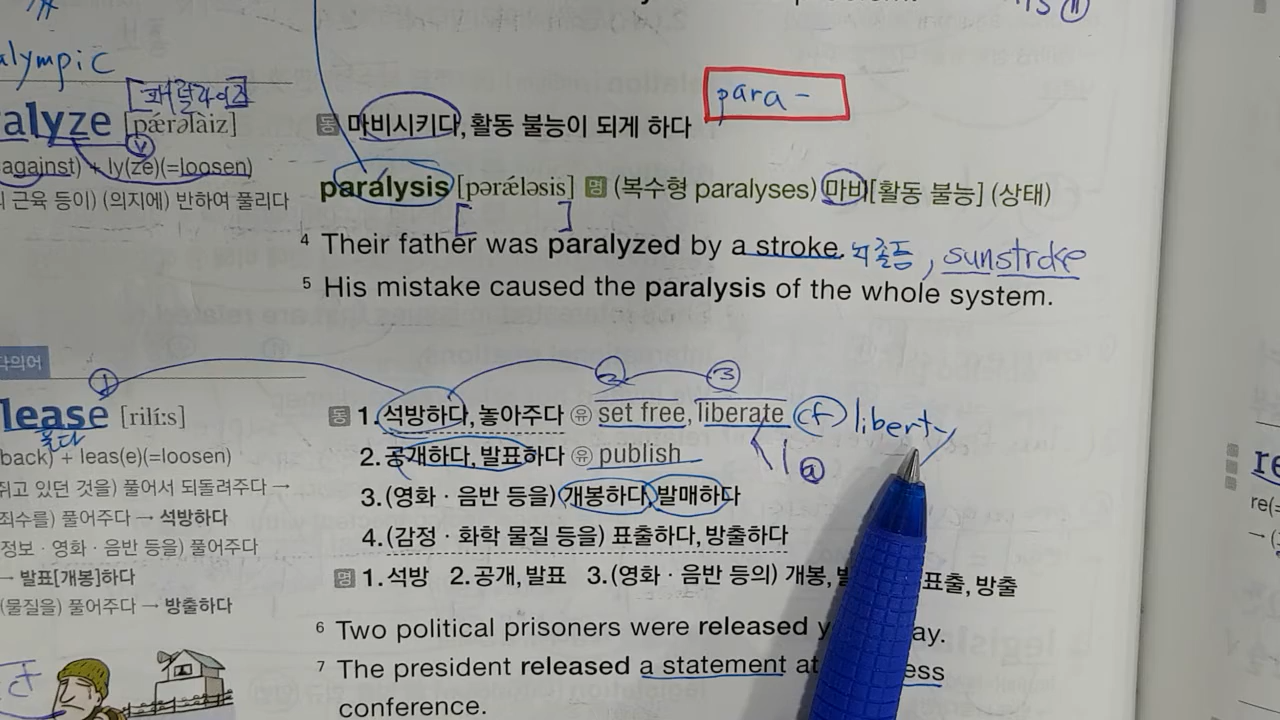 alympic
[패럴라이즈]
para -
alyze [pǽrəlàiz] 동 마비시키다, 활동 불능이 되게 하다
against) + ly(ze)(=loosen)
근육 등이) (의지에) 반하여 풀리다
paralysis [pərǽləsis] 명 (복수형 paralyses) 마비[활동 불능] (상태)
4 Their father was paralyzed by a stroke. 뇌졸증, sunstroke
5 His mistake caused the paralysis of the whole system.
다의어
① ② ③
lease [rilíːs] 동 1. 석방하다, 놓아주다 유 set free, liberate cf) liberty
풀다
back) + leas(e)(=loosen) 2. 공개하다, 발표하다 유 publish
쥐고 있던 것을) 풀어서 되돌려주다 → 3. (영화 · 음반 등을) 개봉하다, 발매하다
죄수를) 풀어주다 → 석방하다
정보 · 영화 · 음반 등을) 풀어주다 4. (감정 · 화학 물질 등을) 표출하다, 방출하다
→ 발표[개봉]하다 명 1. 석방 2. 공개, 발표 3. (영화 · 음반 등의) 개봉, 표출, 방출
(물질을) 풀어주다 → 방출하다
6 Two political prisoners were released y ay.
7 The president released a statement at ess
conference.
re(=